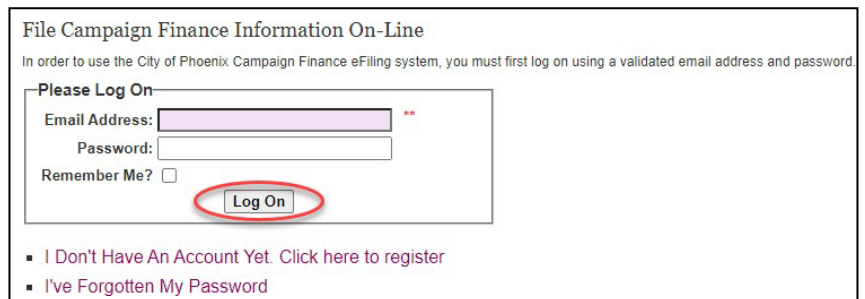 File Campaign Finance Information On-Line
In order to use the City of Phoenix Campaign Finance eFiling system, you must first log on using a validated email address and password.
Please Log On
Email Address: **
Password:
Remember Me?
Log On
▪ I Don't Have An Account Yet. Click here to register
▪ I've Forgotten My Password